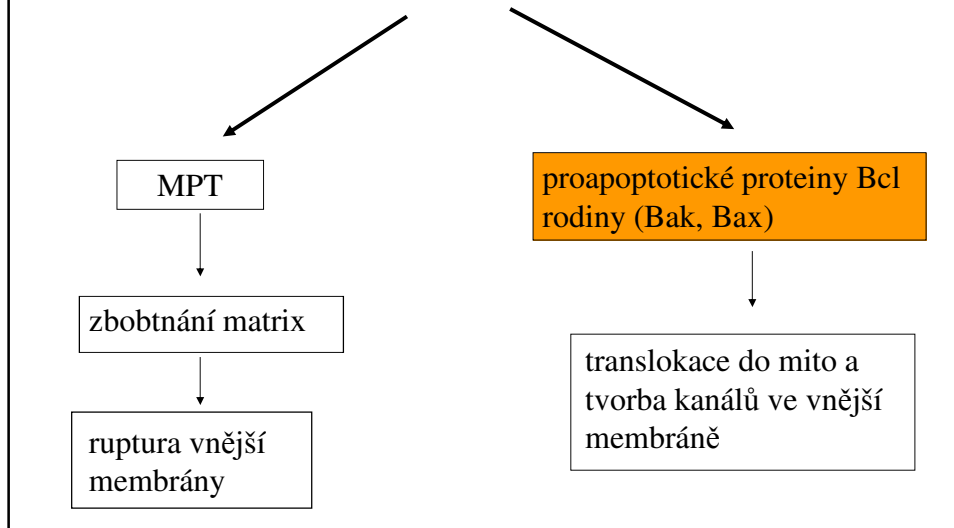 MPT
zbobtnání matrix
ruptura vnější
membrány
proapoptotické proteiny Bcl
rodiny (Bak, Bax)
translokace do mito a
tvorba kanálů ve vnější
membráně